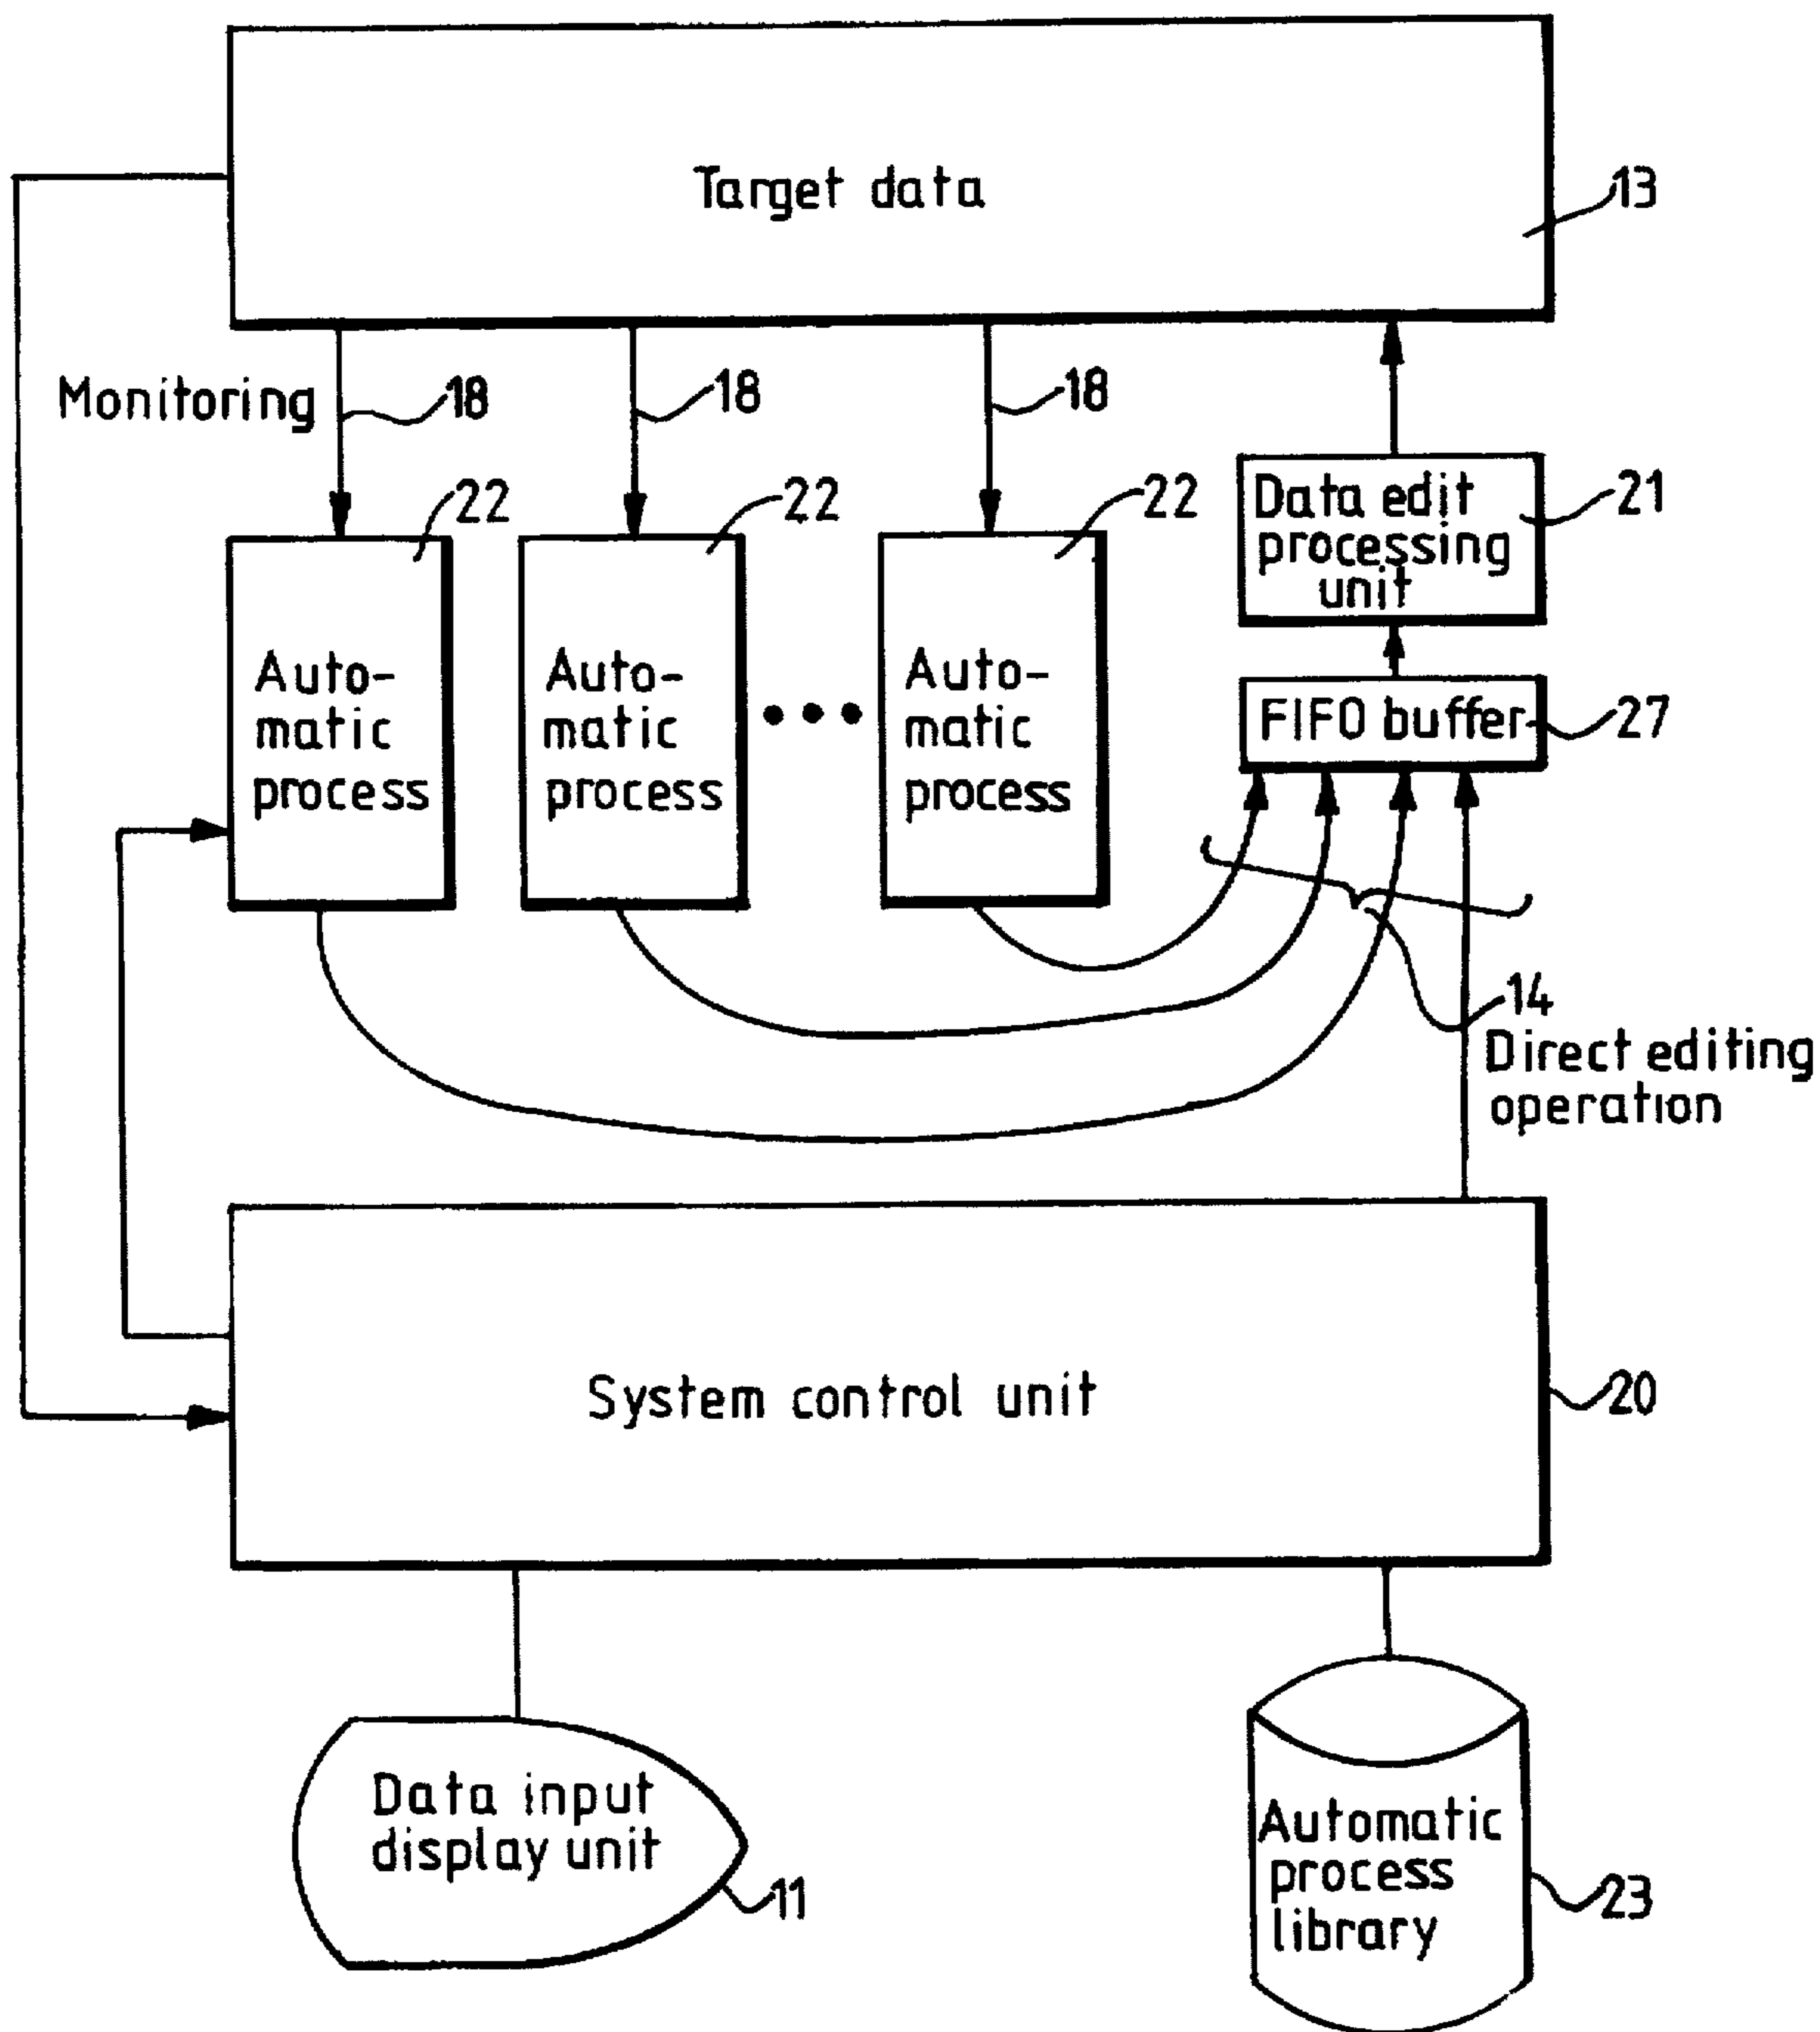 Target data
13
Monitoring
18
18
18
22
22
22
Data edit
processing
unit
21
Auto-
matic
process
Auto-
matic
process
Auto-
matic
process
FIFO buffer
27
14
Direct editing
operation
System control unit
20
Data input
display unit
11
Automatic
process
library
23